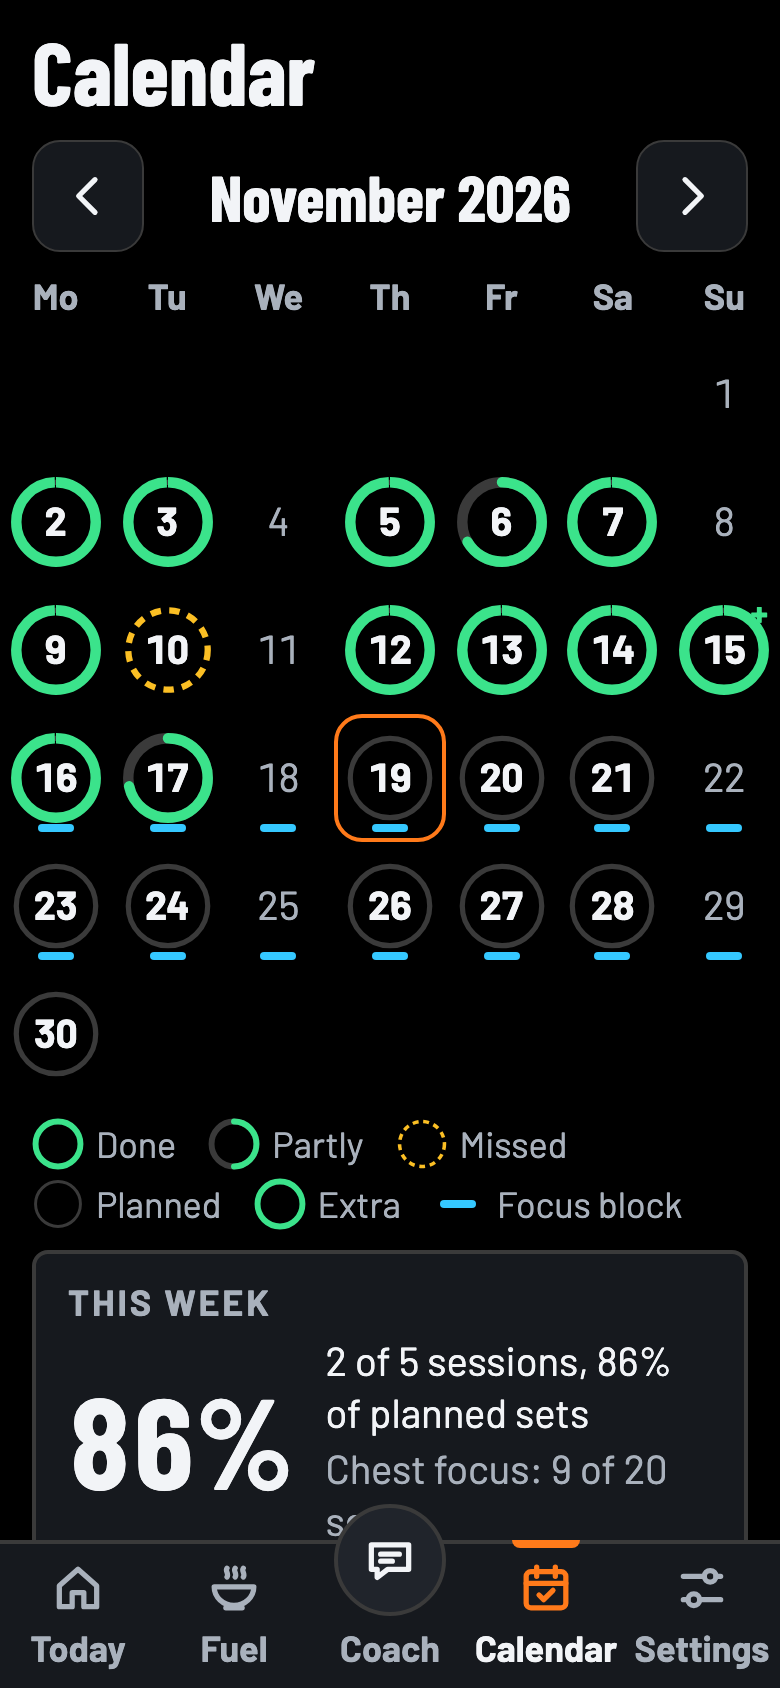 Calendar
November 2026
Mo Tu We Th Fr Sa Su
1
2 3 4 5 6 7 8
9 10 11 12 13 14 15 +
16 17 18 19 20 21 22
23 24 25 26 27 28 29
30
Done Partly Missed
Planned Extra Focus block
THIS WEEK
2 of 5 sessions, 86%
of planned sets
86%
Chest focus: 9 of 20
Today Fuel Coach Calendar Settings